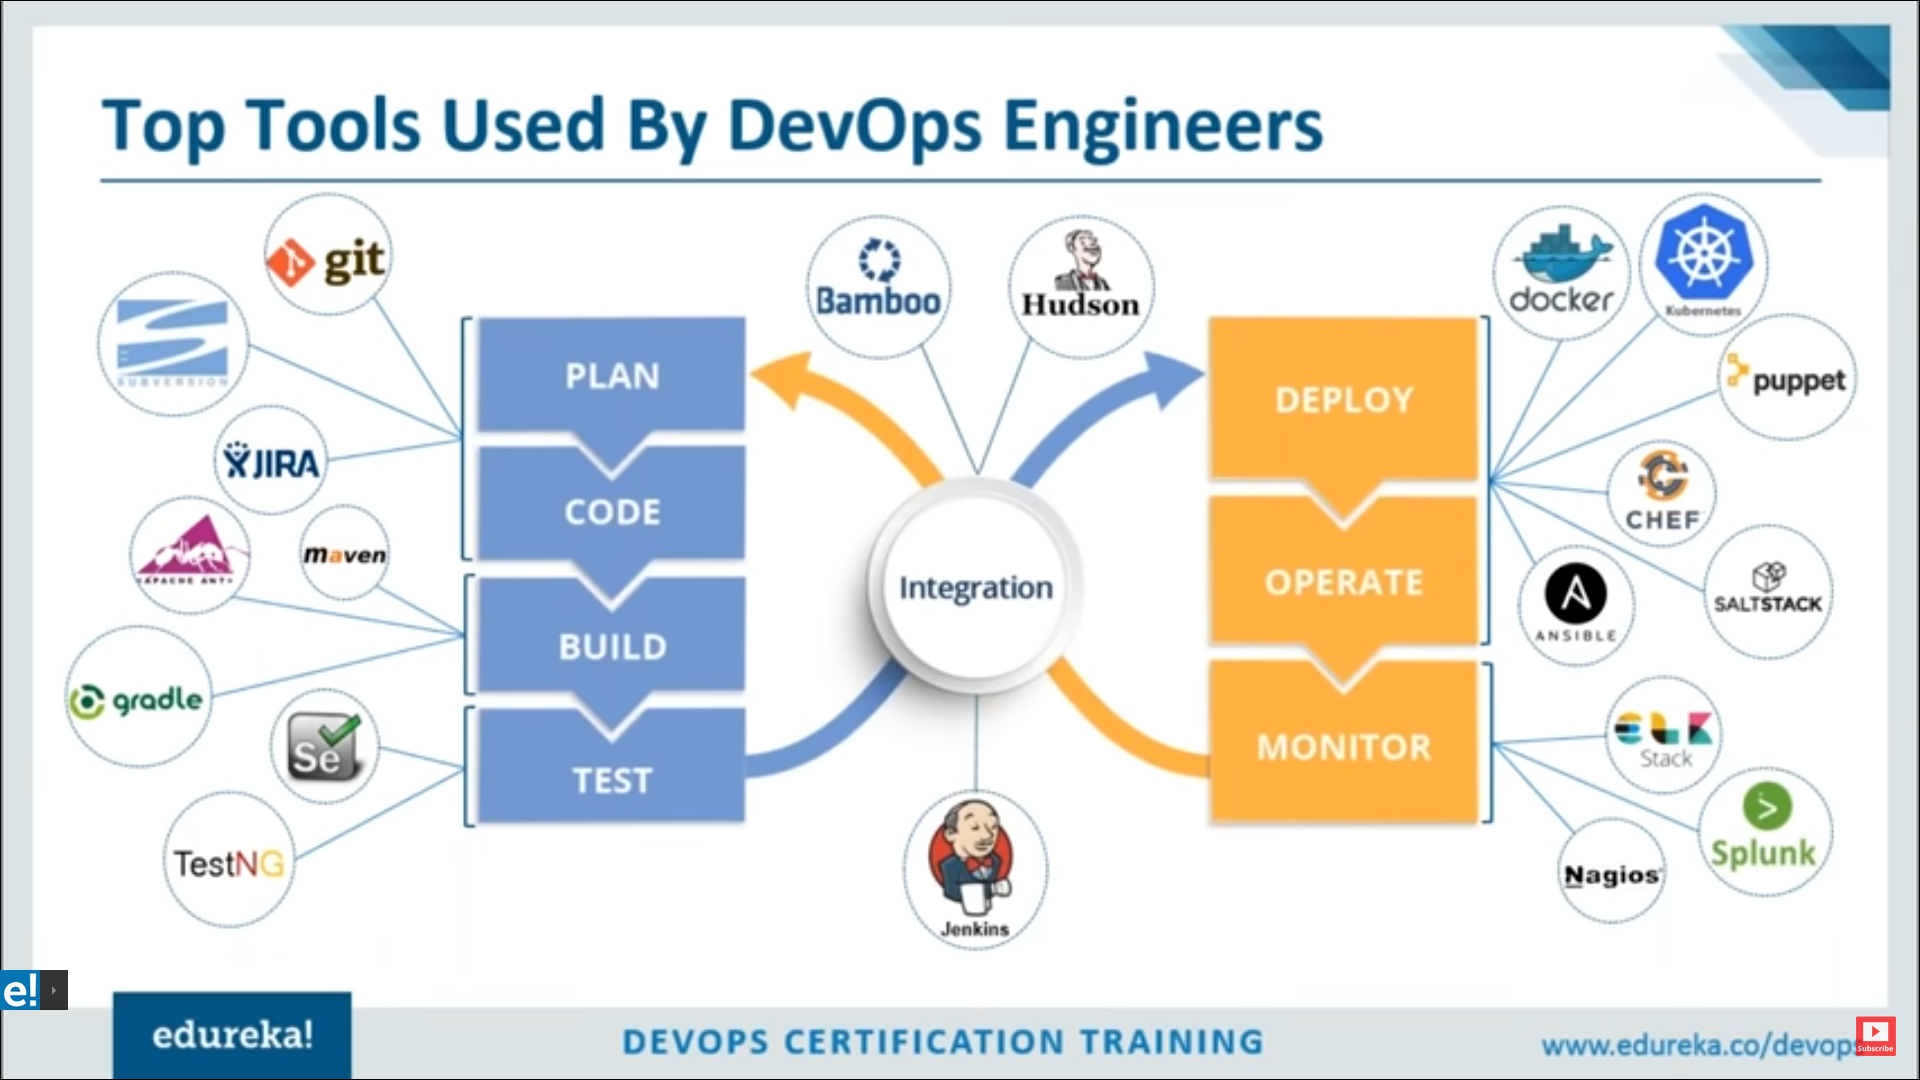 Top Tools Used By DevOps Engineers
git
SUBVERSION
JIRA
APACHE ANT
maven
gradle
Se
TestNG
PLAN
CODE
BUILD
TEST
Bamboo
Hudson
Integration
Jenkins
DEPLOY
OPERATE
MONITOR
docker
Kubernetes
puppet
CHEF
SALTSTACK
A
ANSIBLE
elk
Stack
>
Splunk
Nagios
e!
edureka!
DEVOPS CERTIFICATION TRAINING
www.edureka.co/devops
Subscribe